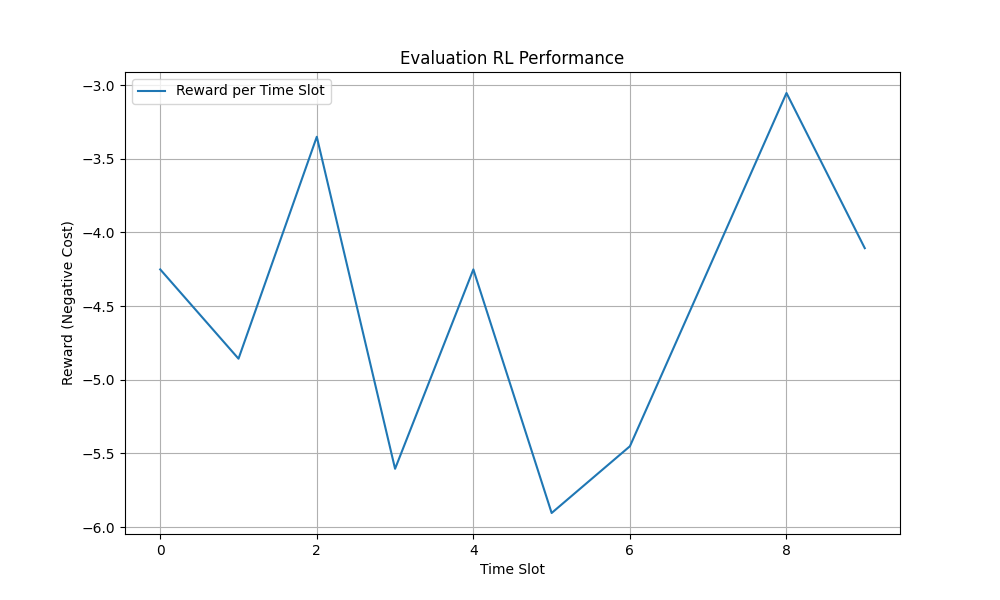 Evaluation RL Performance
Reward per Time Slot
−3.0
−3.5
−4.0
−4.5
−5.0
−5.5
−6.0
Reward (Negative Cost)
0 2 4 6 8
Time Slot